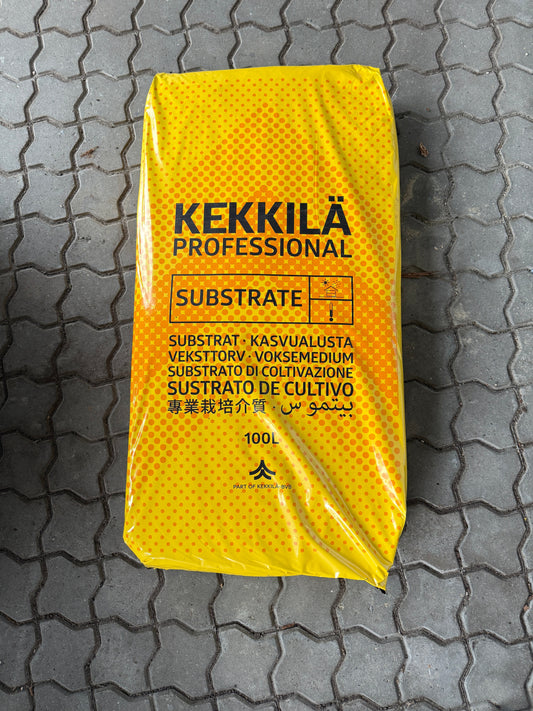 KEKKILÄ
PROFESSIONAL
SUBSTRATE
!
SUBSTRAT · KASVUALUSTA
VEKSTTORV · VOKSEMEDIUM
SUBSTRATO DI COLTIVAZIONE
SUSTRATO DE CULTIVO
專業栽培介質 · بيتموس
100L
PART OF KEKKILÄ-BVB